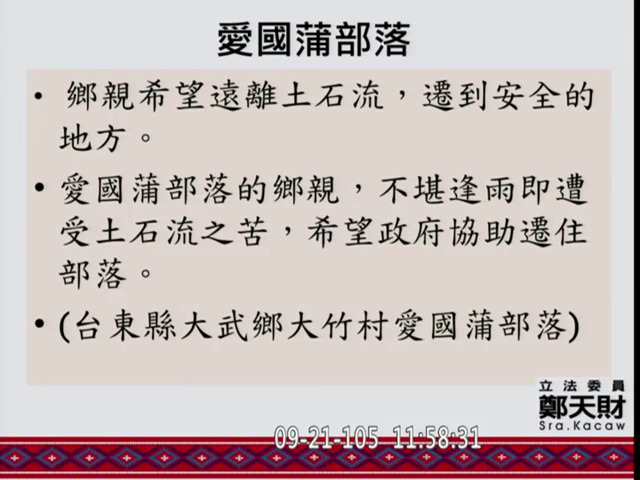 愛國蒲部落
• 鄉親希望遠離土石流，遷到安全的
地方。
• 愛國蒲部落的鄉親，不堪逢雨即遭
受土石流之苦，希望政府協助遷住
部落。
• (台東縣大武鄉大竹村愛國蒲部落)
立法委員
鄭天財
Sra.Kacaw
09-21-105 11:58:31